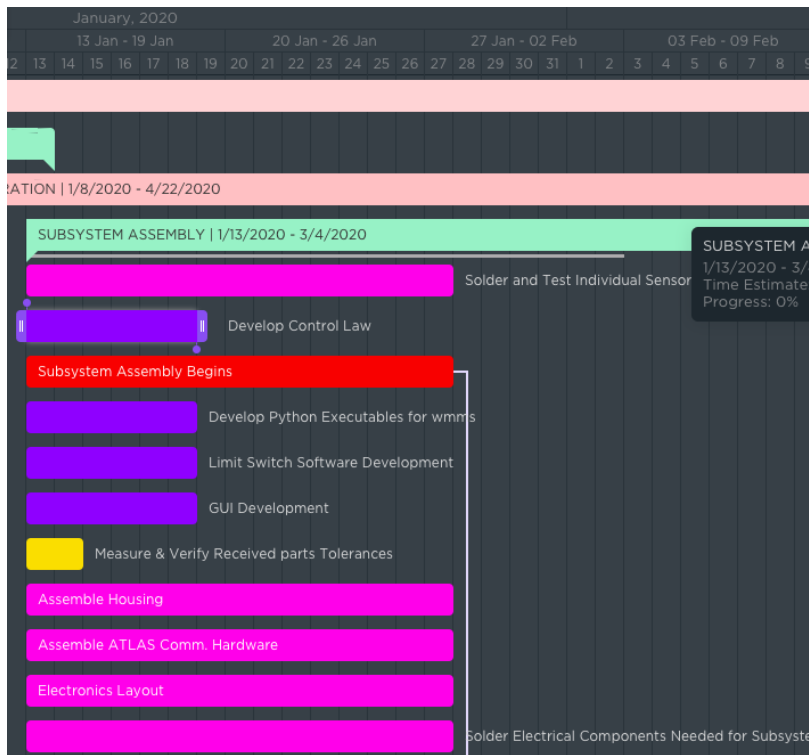 January, 2020
13 Jan - 19 Jan 20 Jan - 26 Jan 27 Jan - 02 Feb 03 Feb - 09 Feb
12 13 14 15 16 17 18 19 20 21 22 23 24 25 26 27 28 29 30 31 1 2 3 4 5 6 7 8 9
RATION | 1/8/2020 - 4/22/2020
SUBSYSTEM ASSEMBLY | 1/13/2020 - 3/4/2020
SUBSYSTEM A
1/13/2020 - 3/
Time Estimate
Progress: 0%
Solder and Test Individual Sensor
Develop Control Law
Subsystem Assembly Begins
Develop Python Executables for wmms
Limit Switch Software Development
GUI Development
Measure & Verify Received parts Tolerances
Assemble Housing
Assemble ATLAS Comm. Hardware
Electronics Layout
Solder Electrical Components Needed for Subsyste